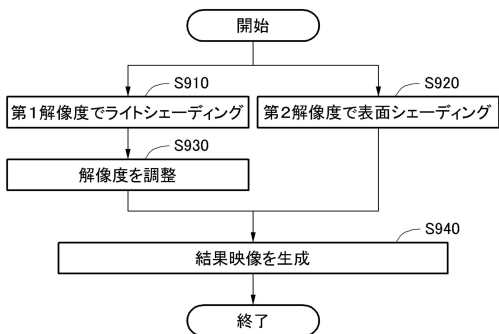 開始
S910
S920
第1解像度でライトシェーディング
第2解像度で表面シェーディング
S930
解像度を調整
S940
結果映像を生成
終了